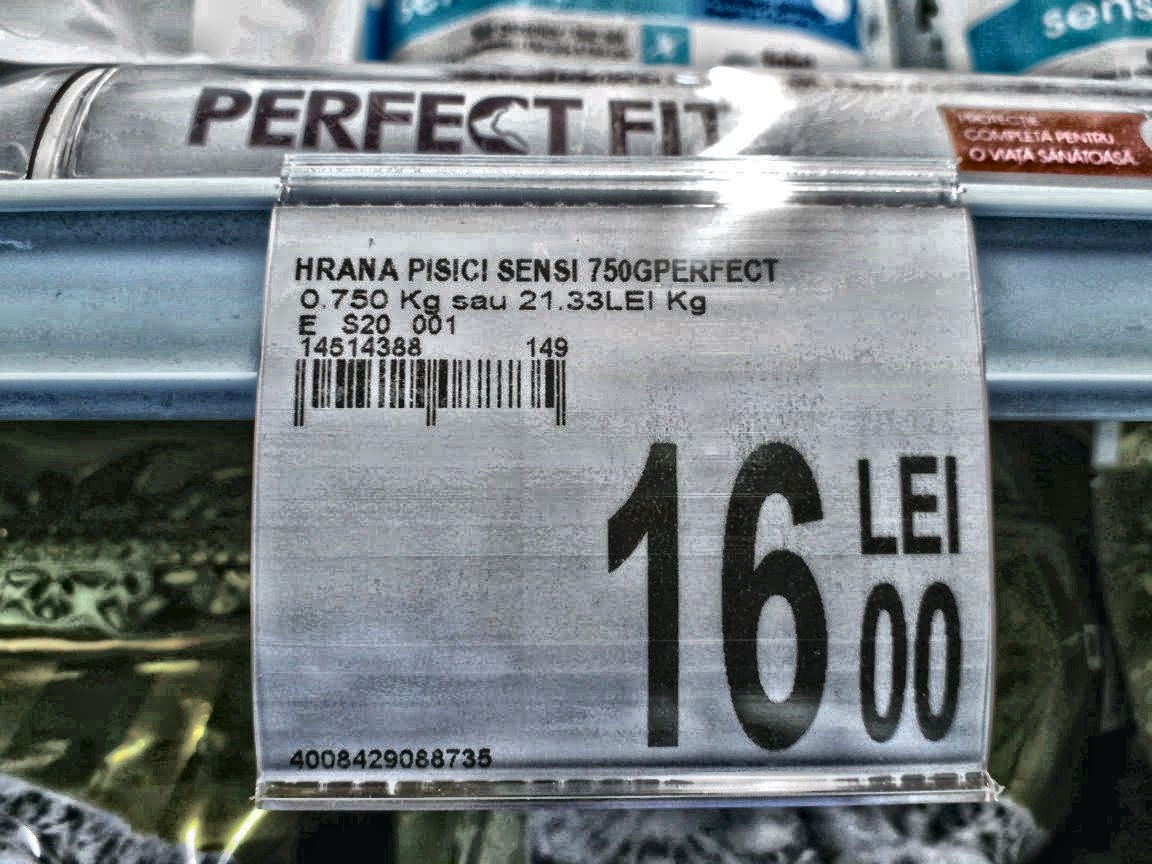 sens
PERFECT FIT
PROTECȚIE
COMPLETĂ PENTRU
O VIAȚĂ SĂNĂTOASĂ
HRANA PISICI SENSI 750GPERFECT
0.750 Kg sau 21.33LEI Kg
E S20 001
14514388 149
16 LEI
00
4008429088735